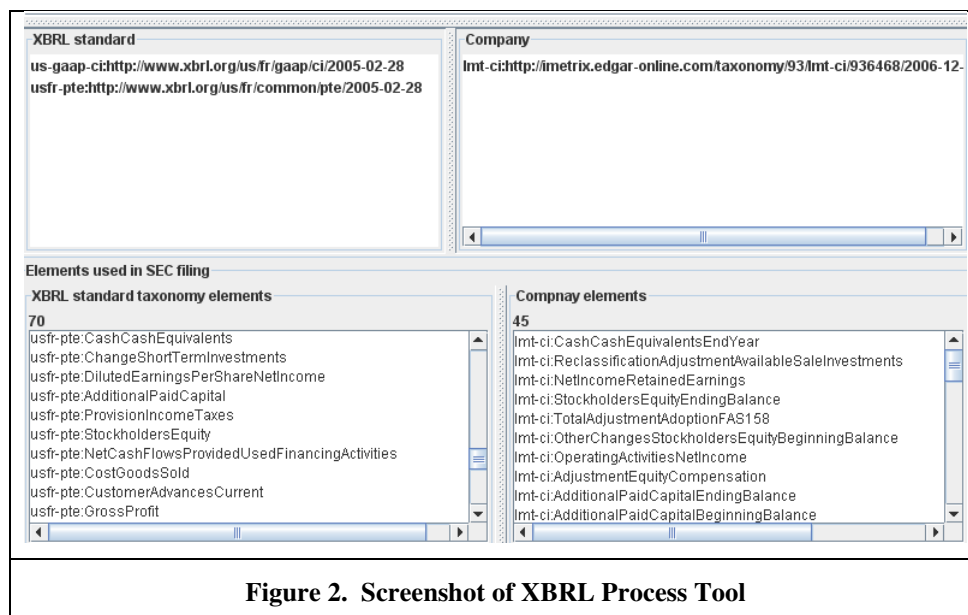 XBRL standard
us-gaap-ci:http://www.xbrl.org/us/fr/gaap/ci/2005-02-28
usfr-pte:http://www.xbrl.org/us/fr/common/pte/2005-02-28
Company
lmt-ci:http://imetrix.edgar-online.com/taxonomy/93/lmt-ci/936468/2006-12-
Elements used in SEC filing
XBRL standard taxonomy elements
70
usfr-pte:CashCashEquivalents
usfr-pte:ChangeShortTermInvestments
usfr-pte:DilutedEarningsPerShareNetIncome
usfr-pte:AdditionalPaidCapital
usfr-pte:ProvisionIncomeTaxes
usfr-pte:StockholdersEquity
usfr-pte:NetCashFlowsProvidedUsedFinancingActivities
usfr-pte:CostGoodsSold
usfr-pte:CustomerAdvancesCurrent
usfr-pte:GrossProfit
Compnay elements
45
lmt-ci:CashCashEquivalentsEndYear
lmt-ci:ReclassificationAdjustmentAvailableSaleInvestments
lmt-ci:NetIncomeRetainedEarnings
lmt-ci:StockholdersEquityEndingBalance
lmt-ci:TotalAdjustmentAdoptionFAS158
lmt-ci:OtherChangesStockholdersEquityBeginningBalance
lmt-ci:OperatingActivitiesNetIncome
lmt-ci:AdjustmentEquityCompensation
lmt-ci:AdditionalPaidCapitalEndingBalance
lmt-ci:AdditionalPaidCapitalBeginningBalance
Figure 2. Screenshot of XBRL Process Tool